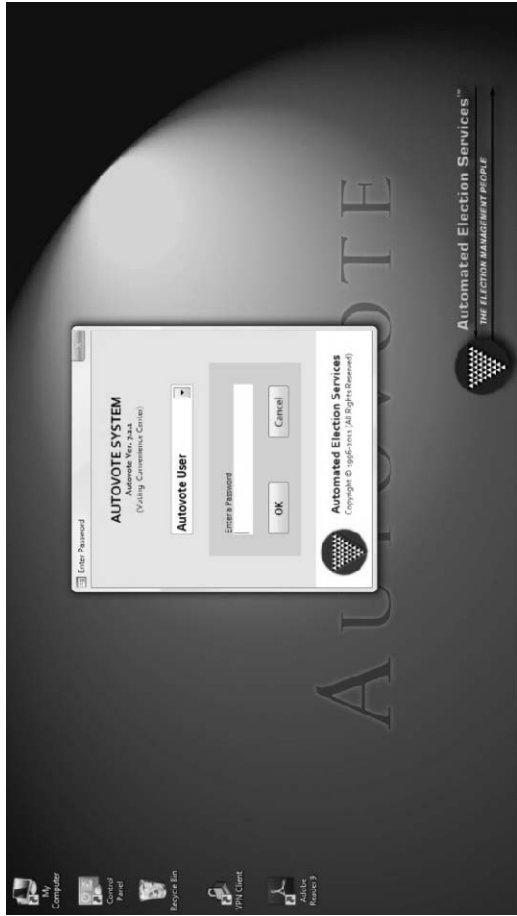 My
Computer
Control
Panel
Recycle Bin
VPN Client
Adobe
Reader 9
Enter Password
AUTOVOTE SYSTEM
Autovote Ver. 7.2.1
(Voting Convenience Center)
Autovote User
Enter a Password
OK
Cancel
Automated Election Services
Copyright © 1996-2011 (All Rights Reserved)
AUTOVOTE
Automated Election Services™
THE ELECTION MANAGEMENT PEOPLE